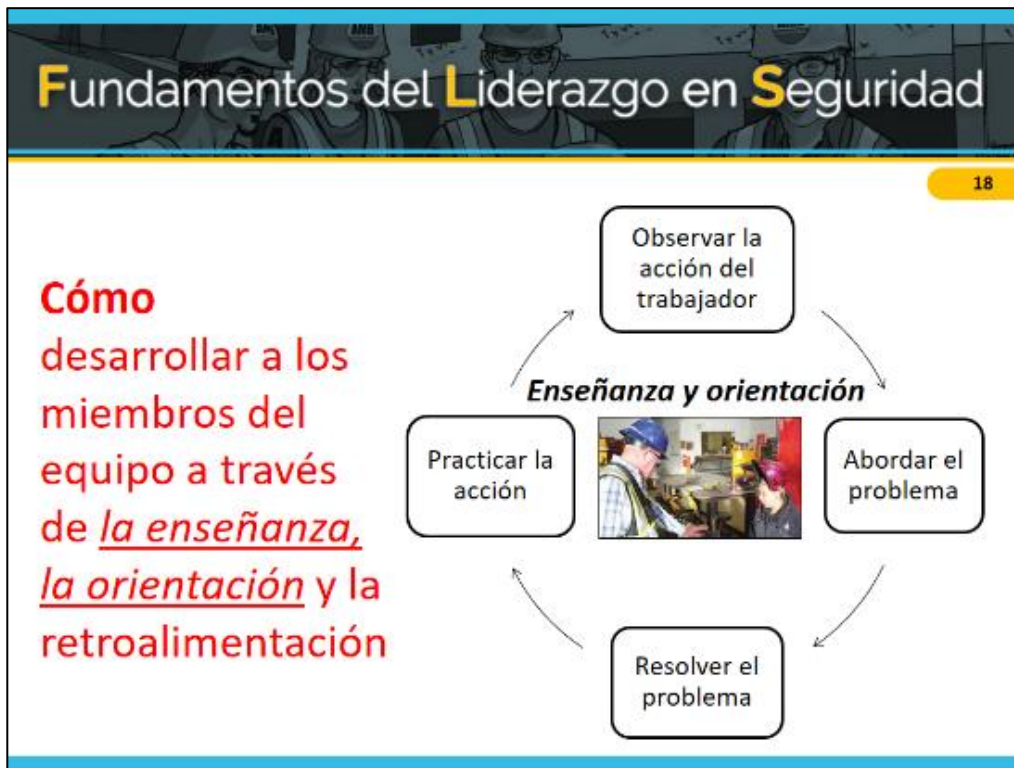 Fundamentos del Liderazgo en Seguridad
18
Cómo
desarrollar a los
miembros del
equipo a través
de la enseñanza,
la orientación y la
retroalimentación
Observar la
acción del
trabajador
Enseñanza y orientación
Practicar la
acción
Abordar el
problema
Resolver el
problema